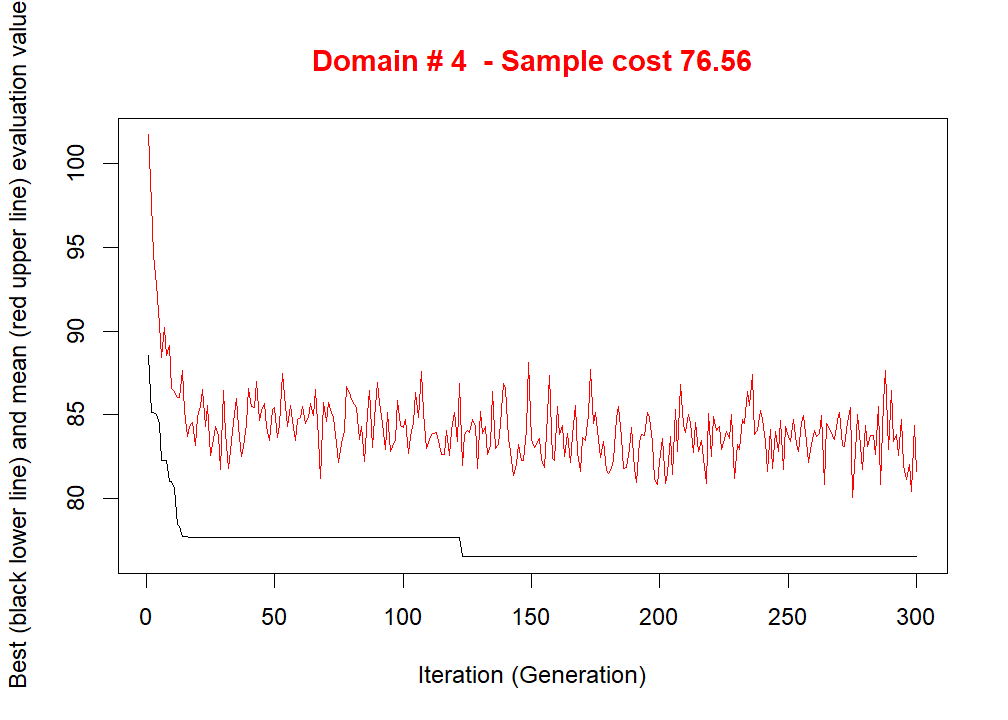 Domain # 4  - Sample cost 76.56
Best (black lower line) and mean (red upper line) evaluation value
100
95
90
85
80
0 50 100 150 200 250 300
Iteration (Generation)